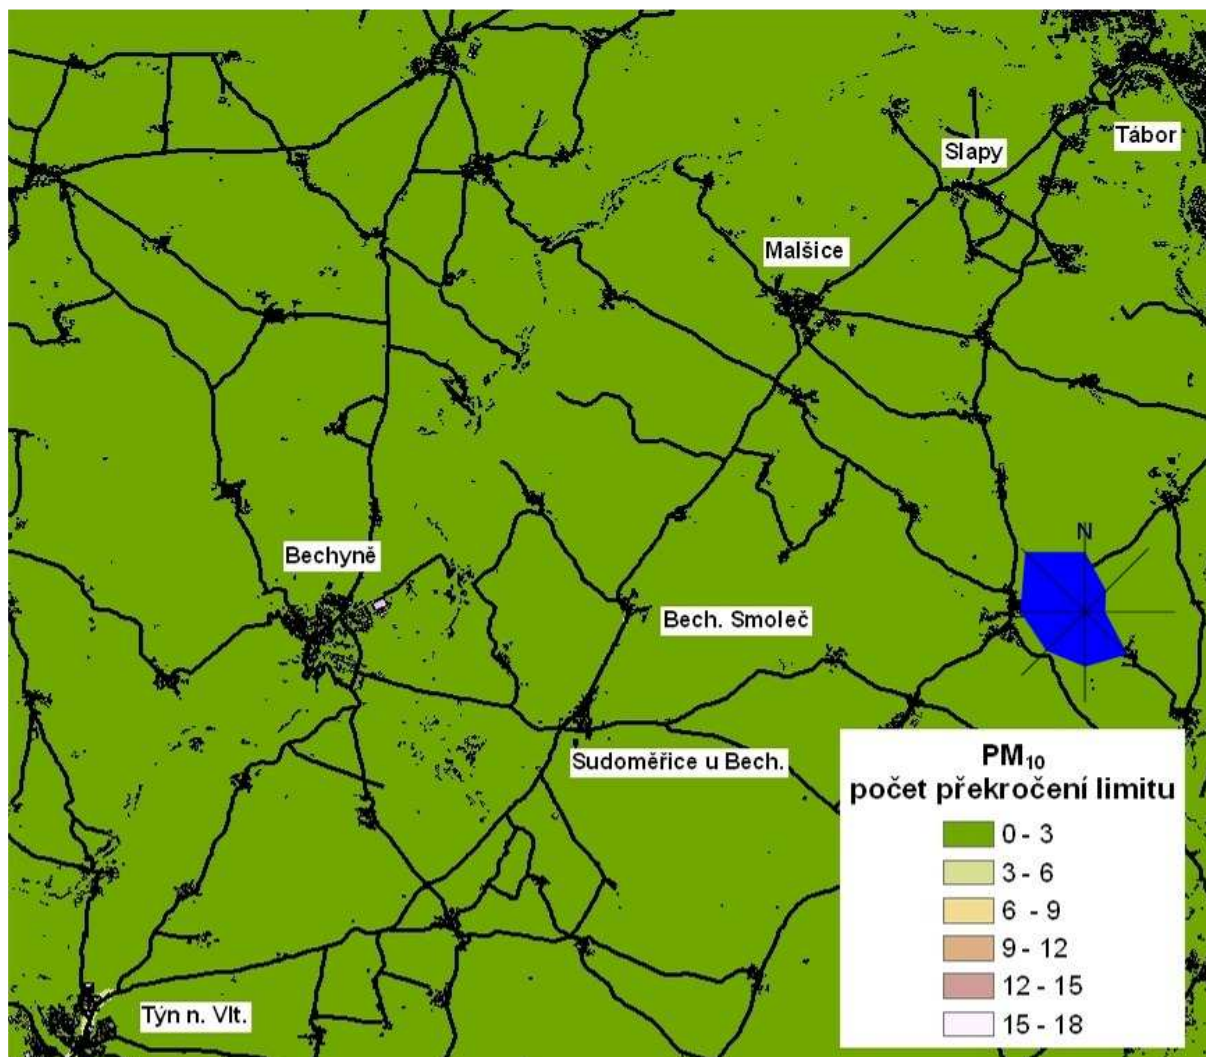 Tábor
Slapy
Malšice
N
Bechyně
Bech. Smoleč
Sudoměřice u Bech.
PM₁₀
počet překročení limitu
0 - 3
3 - 6
6 - 9
9 - 12
12 - 15
15 - 18
Týn n. Vlt.